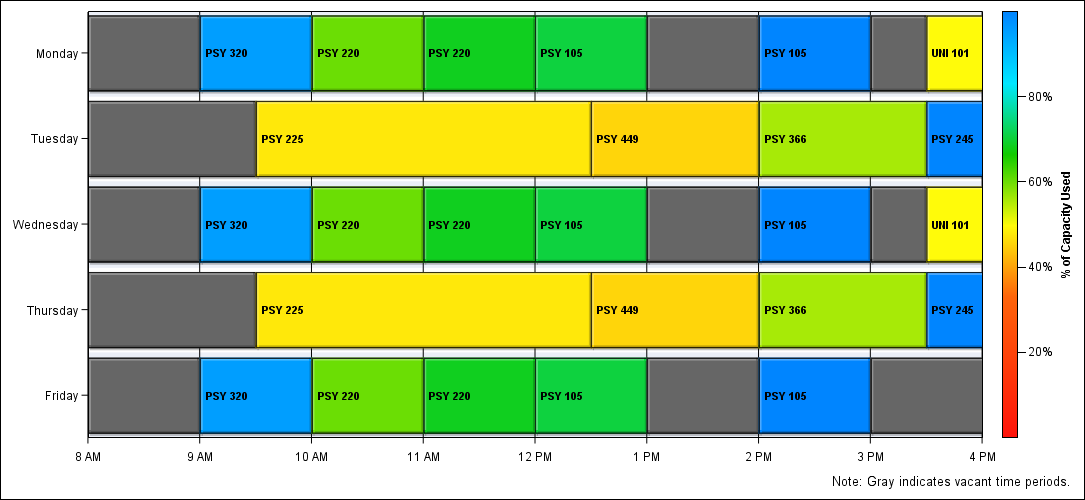 Monday
PSY 320
PSY 220
PSY 220
PSY 105
PSY 105
UNI 101
Tuesday
PSY 225
PSY 449
PSY 366
PSY 245
Wednesday
PSY 320
PSY 220
PSY 220
PSY 105
PSY 105
UNI 101
Thursday
PSY 225
PSY 449
PSY 366
PSY 245
Friday
PSY 320
PSY 220
PSY 220
PSY 105
PSY 105
8 AM
9 AM
10 AM
11 AM
12 PM
1 PM
2 PM
3 PM
4 PM
80%
60%
40%
20%
% of Capacity Used
Note: Gray indicates vacant time periods.